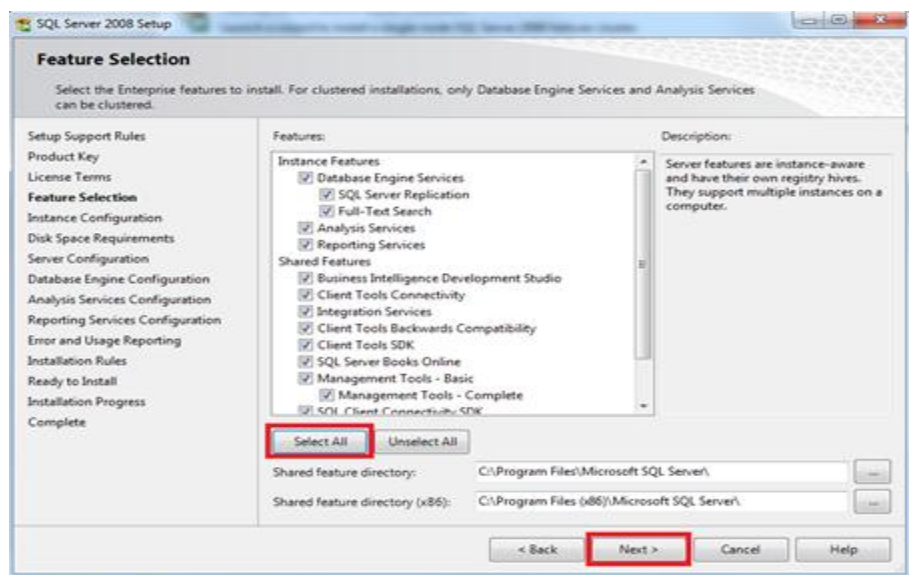 SQL Server 2008 Setup
Feature Selection
Select the Enterprise features to install. For clustered installations, only Database Engine Services and Analysis Services
can be clustered.
Setup Support Rules
Product Key
License Terms
Feature Selection
Instance Configuration
Disk Space Requirements
Server Configuration
Database Engine Configuration
Analysis Services Configuration
Reporting Services Configuration
Error and Usage Reporting
Installation Rules
Ready to Install
Installation Progress
Complete
Features:
Instance Features
Database Engine Services
SQL Server Replication
Full-Text Search
Analysis Services
Reporting Services
Shared Features
Business Intelligence Development Studio
Client Tools Connectivity
Integration Services
Client Tools Backwards Compatibility
Client Tools SDK
SQL Server Books Online
Management Tools - Basic
Management Tools - Complete
SQL Client Connectivity SDK
Description:
Server features are instance-aware
and have their own registry hives.
They support multiple instances on a
computer.
Select All
Unselect All
Shared feature directory:
C:\Program Files\Microsoft SQL Server\
...
Shared feature directory (x86):
C:\Program Files (x86)\Microsoft SQL Server\
...
< Back
Next >
Cancel
Help